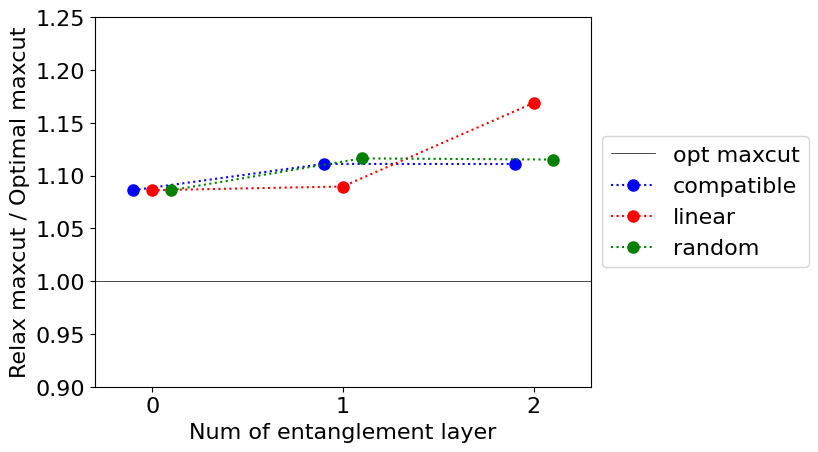 Relax maxcut / Optimal maxcut
1.25
1.20
1.15
1.10
1.05
1.00
0.95
0.90
0 1 2
Num of entanglement layer
opt maxcut
compatible
linear
random